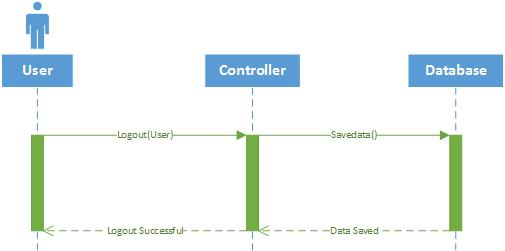 User
Controller
Database
Logout(User)
Savedata()
Logout Successful
Data Saved